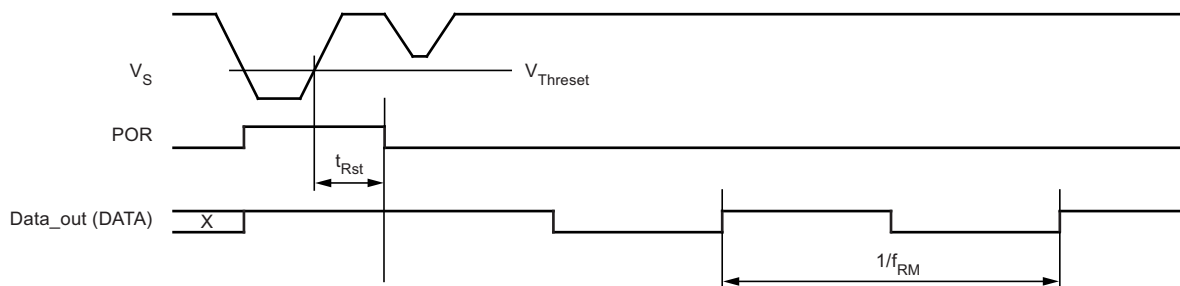 V_S
V_Threset
POR
t_Rst
Data_out (DATA)
X
1/f_RM